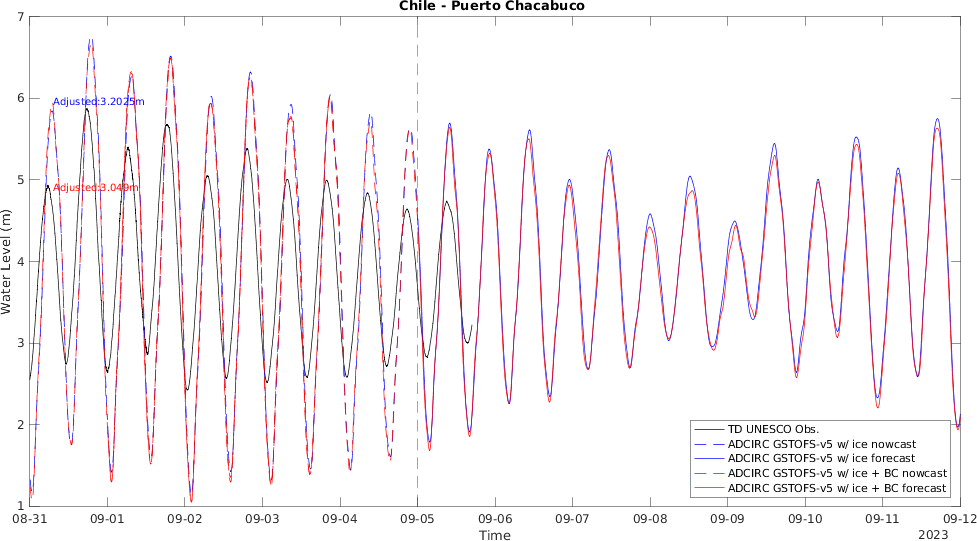 Chile - Puerto Chacabuco
7
6
5
4
3
2
1
Water Level (m)
Adjusted:3.2025m
Adjusted:3.049m
TD UNESCO Obs.
ADCIRC GSTOFS-v5 w/ ice nowcast
ADCIRC GSTOFS-v5 w/ ice forecast
ADCIRC GSTOFS-v5 w/ ice + BC nowcast
ADCIRC GSTOFS-v5 w/ ice + BC forecast
08-31 09-01 09-02 09-03 09-04 09-05 09-06 09-07 09-08 09-09 09-10 09-11 09-12
Time
2023